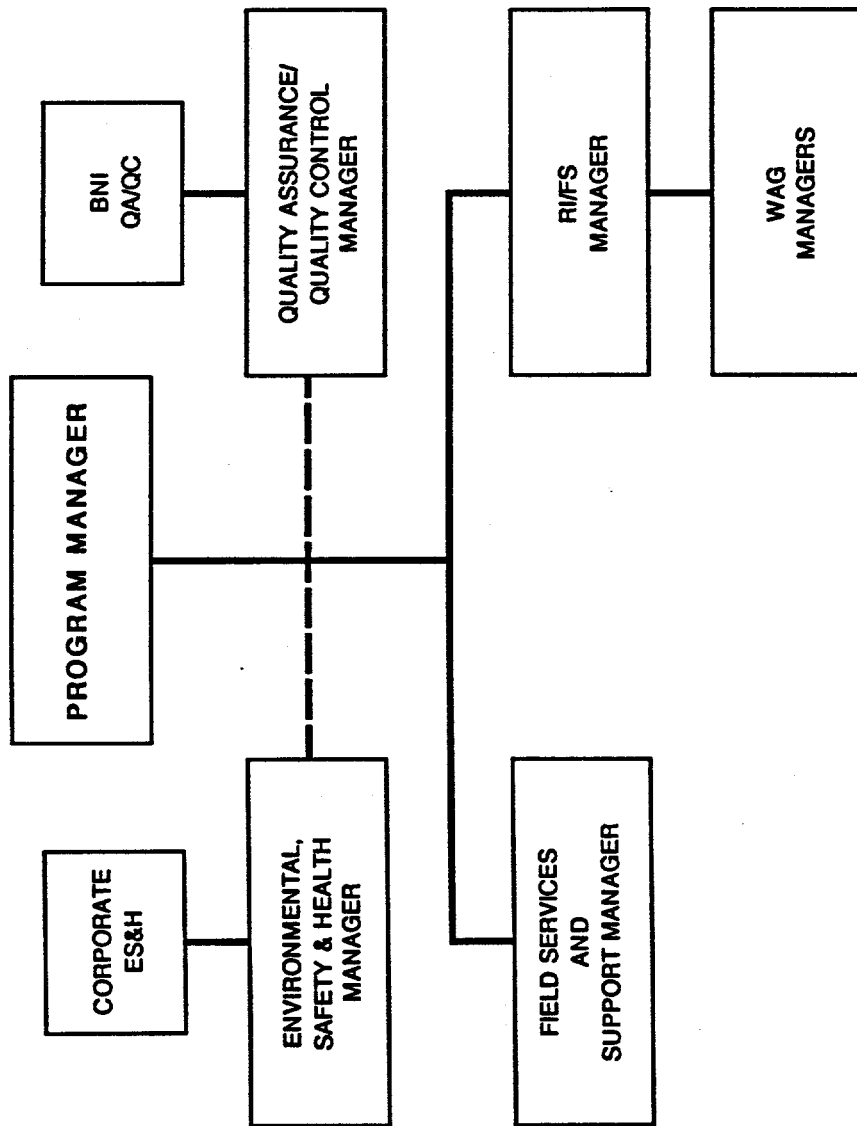 PROGRAM MANAGER
CORPORATE
ES&H
BNI
QA/QC
ENVIRONMENTAL,
SAFETY & HEALTH
MANAGER
QUALITY ASSURANCE/
QUALITY CONTROL
MANAGER
FIELD SERVICES
AND
SUPPORT MANAGER
RI/FS
MANAGER
WAG
MANAGERS